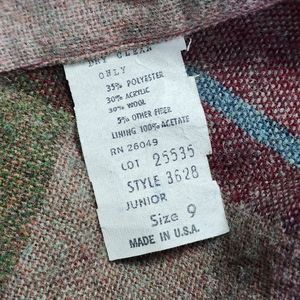 DRY CLEAN
ONLY
35% POLYESTER
30% ACRYLIC
30% WOOL
5% OTHER FIBER
LINING 100% ACETATE
RN 26049
LOT 25535
STYLE 3628
JUNIOR
Size 9
MADE IN U.S.A.